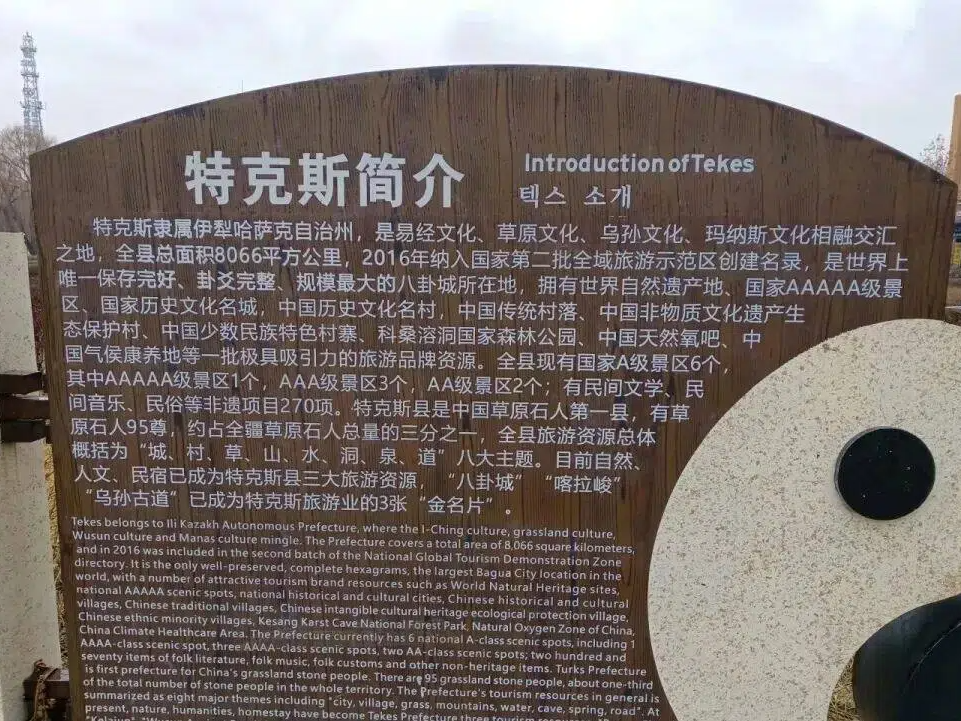 特克斯简介
Introduction of Tekes
텍스 소개
特克斯隶属伊犁哈萨克自治州，是易经文化、草原文化、乌孙文化、玛纳斯文化相融交汇
之地，全县总面积8066平方公里，2016年纳入国家第二批全域旅游示范区创建名录，是世界上
唯一保存完好、卦爻完整、规模最大的八卦城所在地，拥有世界自然遗产地、国家AAAAA级景
区、国家历史文化名城，中国历史文化名村，中国传统村落、中国非物质文化遗产生
态保护村、中国少数民族特色村寨、科桑溶洞国家森林公园、中国天然氧吧、中
国气侯康养地等一批极具吸引力的旅游品牌资源。全县现有国家A级景区6个，
其中AAAAA级景区1个，AAA级景区3个，AA级景区2个；有民间文学、民
间音乐、民俗等非遗项目270项。特克斯县是中国草原石人第一县，有草
原石人95尊，约占全疆草原石人总量的三分之一，全县旅游资源总体
概括为“城、村、草、山、水、洞、泉、道”八大主题。目前自然、
人文、民宿已成为特克斯县三大旅游资源，“八卦城”“喀拉峻”
“乌孙古道”已成为特克斯旅游业的3张“金名片”。
Tekes belongs to Ili Kazakh Autonomous Prefecture, where the I-Ching culture, grassland culture,
Wusun culture and Manas culture mingle. The Prefecture covers a total area of 8,066 square kilometers,
and in 2016 was included in the second batch of the National Global Tourism Demonstration Zone
directory. It is the only well-preserved, complete hexagrams, the largest Bagua City location in the
world, with a number of attractive tourism brand resources such as World Natural Heritage sites,
national AAAAA scenic spots, national historical and cultural cities, Chinese historical and cultural
villages, Chinese traditional villages, Chinese intangible cultural heritage ecological protection village,
Chinese ethnic minority villages, Kesang Karst Cave National Forest Park, Natural Oxygen Zone of China,
China Climate Healthcare Area. The Prefecture currently has 6 national A-class scenic spots, including 1
AAAA-class scenic spot, three AAAA-class scenic spots, two AA-class scenic spots; two hundred and
seventy items of folk literature, folk music, folk customs and other non-heritage items. Turks Prefecture
is first prefecture for China's grassland stone people. There are 95 grassland stone people, about one-third
of the total number of stone people in the whole territory. The Prefecture's tourism resources in general is
summarized as eight major themes including "city, village, grass, mountains, water, cave, spring, road". At
present, nature, humanities, homestay have become Tekes Prefecture three tourism